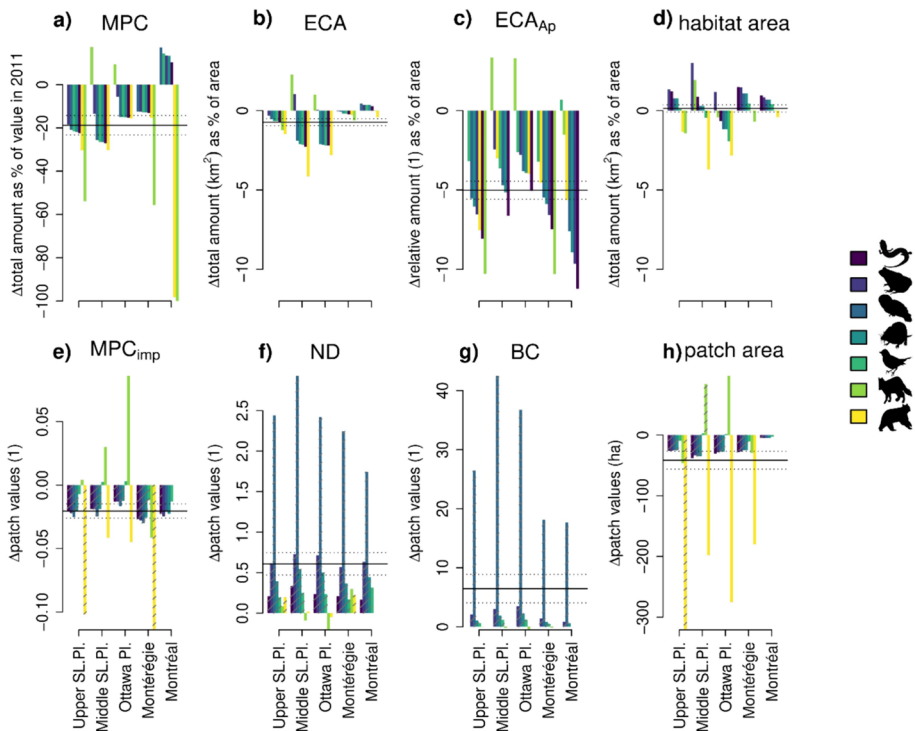 a) MPC
b) ECA
c) ECAAp
d) habitat area
Δtotal amount as % of value in 2011
0
−20
−40
−60
−80
−100
Δtotal amount (km²) as % of area
0
−5
−10
Δrelative amount (1) as % of area
0
−5
−10
Δtotal amount (km²) as % of area
0
−5
−10
e) MPCimp
f) ND
g) BC
h) patch area
Δpatch values (1)
0.05
0.00
−0.05
−0.10
Δpatch values (1)
2.5
2.0
1.5
1.0
0.5
0.0
Δpatch values (1)
40
30
20
10
0
Δpatch values (ha)
0
−100
−200
−300
Upper SL.Pl.
Middle SL.Pl.
Ottawa Pl.
Montérégie
Montréal
Upper SL.Pl.
Middle SL.Pl.
Ottawa Pl.
Montérégie
Montréal
Upper SL.Pl.
Middle SL.Pl.
Ottawa Pl.
Montérégie
Montréal
Upper SL.Pl.
Middle SL.Pl.
Ottawa Pl.
Montérégie
Montréal